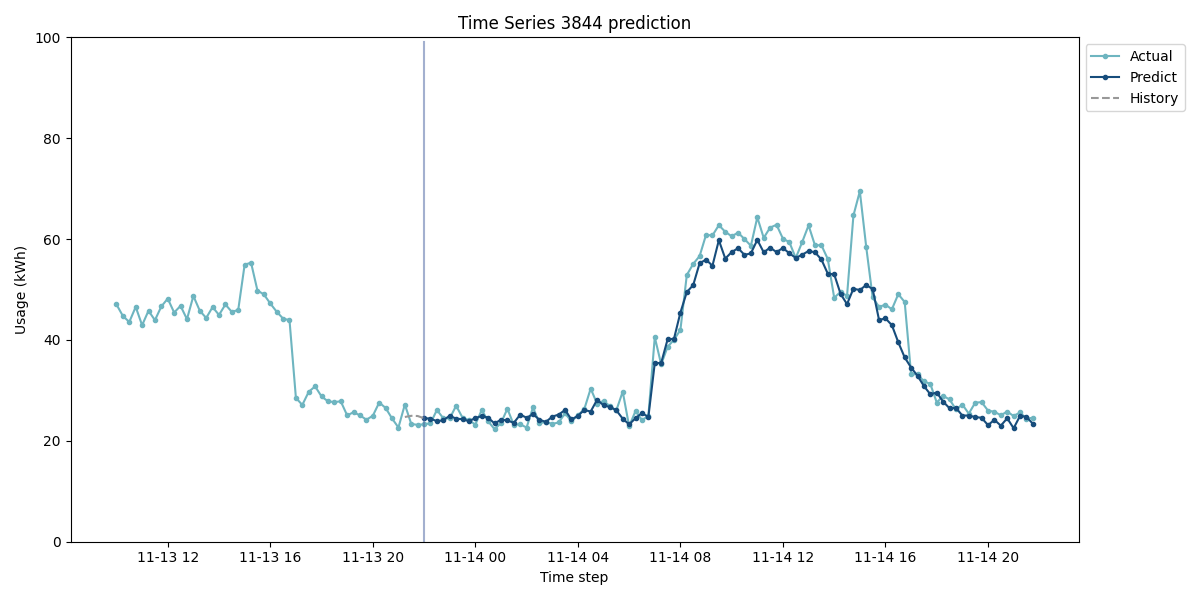 Time Series 3844 prediction
100
80
60
40
20
0
Usage (kWh)
11-13 12
11-13 16
11-13 20
11-14 00
11-14 04
11-14 08
11-14 12
11-14 16
11-14 20
Time step
Actual
Predict
History